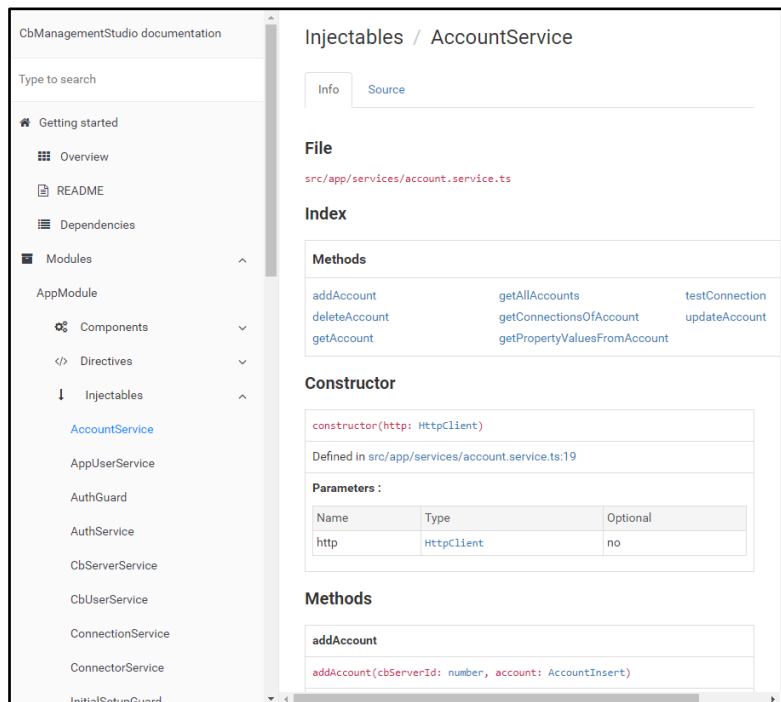 CbManagementStudio documentation
Type to search
Getting started
Overview
README
Dependencies
Modules
AppModule
Components
Directives
Injectables
AccountService
AppUserService
AuthGuard
AuthService
CbServerService
CbUserService
ConnectionService
ConnectorService
InitialSetupGuard
Injectables / AccountService
Info Source
File
src/app/services/account.service.ts
Index
Methods
addAccount getAllAccounts testConnection
deleteAccount getConnectionsOfAccount updateAccount
getAccount getPropertyValuesFromAccount
Constructor
constructor(http: HttpClient)
Defined in src/app/services/account.service.ts:19
Parameters :
Name Type Optional
http HttpClient no
Methods
addAccount
addAccount(cbServerId: number, account: AccountInsert)